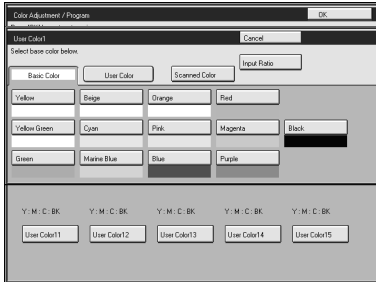 Color Adjustment / Program OK
User Color1 Cancel
Select base color below.
Input Ratio
Basic Color User Color Scanned Color
Yellow Beige Orange Red
Yellow Green Cyan Pink Magenta Black
Green Marine Blue Blue Purple
Y : M : C : BK Y : M : C : BK Y : M : C : BK Y : M : C : BK Y : M : C : BK
User Color11 User Color12 User Color13 User Color14 User Color15